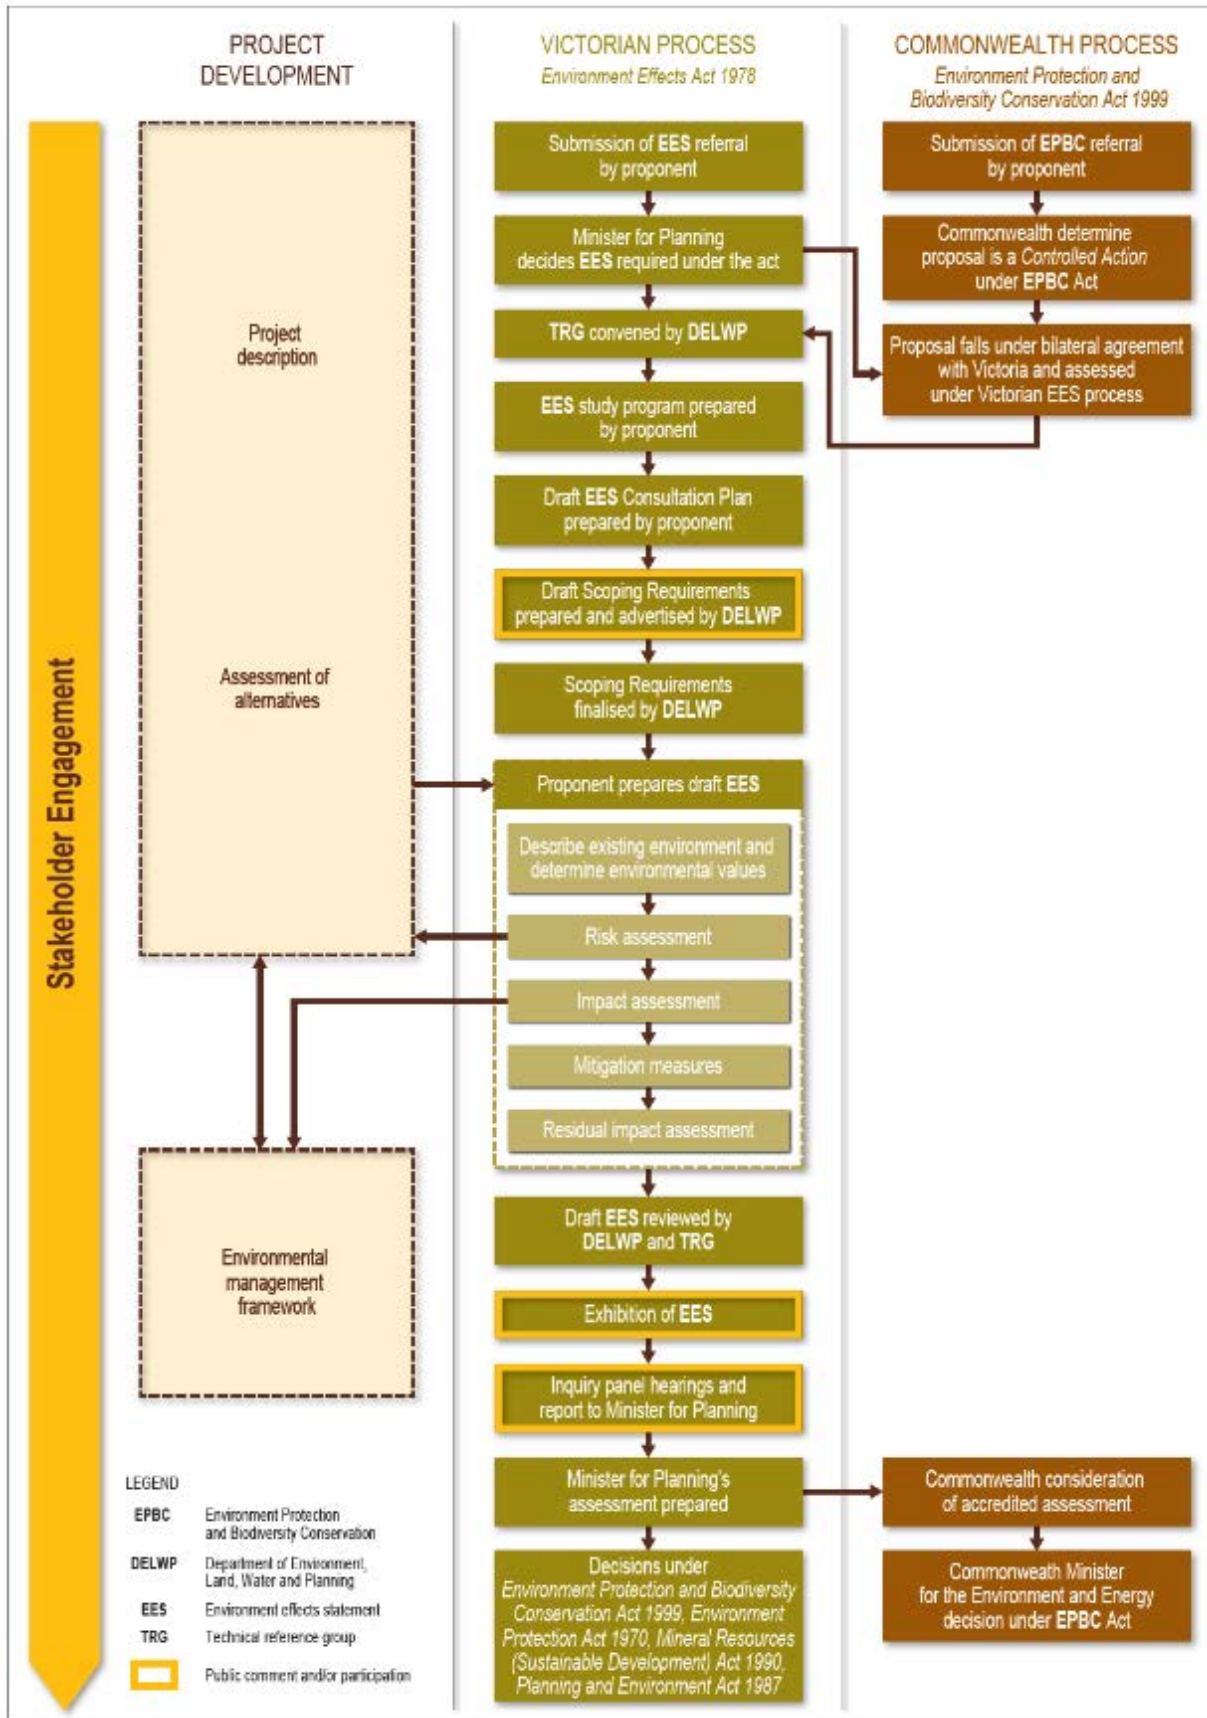 PROJECT
DEVELOPMENT
VICTORIAN PROCESS
Environment Effects Act 1978
COMMONWEALTH PROCESS
Environment Protection and
Biodiversity Conservation Act 1999
Stakeholder Engagement
Project
description
Assessment of
alternatives
Environmental
management
framework
Submission of EES referral
by proponent
Minister for Planning
decides EES required under the act
TRG convened by DELWP
EES study program prepared
by proponent
Draft EES Consultation Plan
prepared by proponent
Draft Scoping Requirements
prepared and advertised by DELWP
Scoping Requirements
finalised by DELWP
Proponent prepares draft EES
Describe existing environment and
determine environmental values
Risk assessment
Impact assessment
Mitigation measures
Residual impact assessment
Draft EES reviewed by
DELWP and TRG
Exhibition of EES
Inquiry panel hearings and
report to Minister for Planning
Minister for Planning's
assessment prepared
Decisions under
Environment Protection and Biodiversity
Conservation Act 1999, Environment
Protection Act 1970, Mineral Resources
(Sustainable Development) Act 1990,
Planning and Environment Act 1987
Submission of EPBC referral
by proponent
Commonwealth determine
proposal is a Controlled Action
under EPBC Act
Proposal falls under bilateral agreement
with Victoria and assessed
under Victorian EES process
Commonwealth consideration
of accredited assessment
Commonweath Minister
for the Environment and Energy
decision under EPBC Act
LEGEND
EPBC Environment Protection
and Biodiversity Conservation
DELWP Department of Environment,
Land, Water and Planning
EES Environment effects statement
TRG Technical reference group
Public comment and/or participation